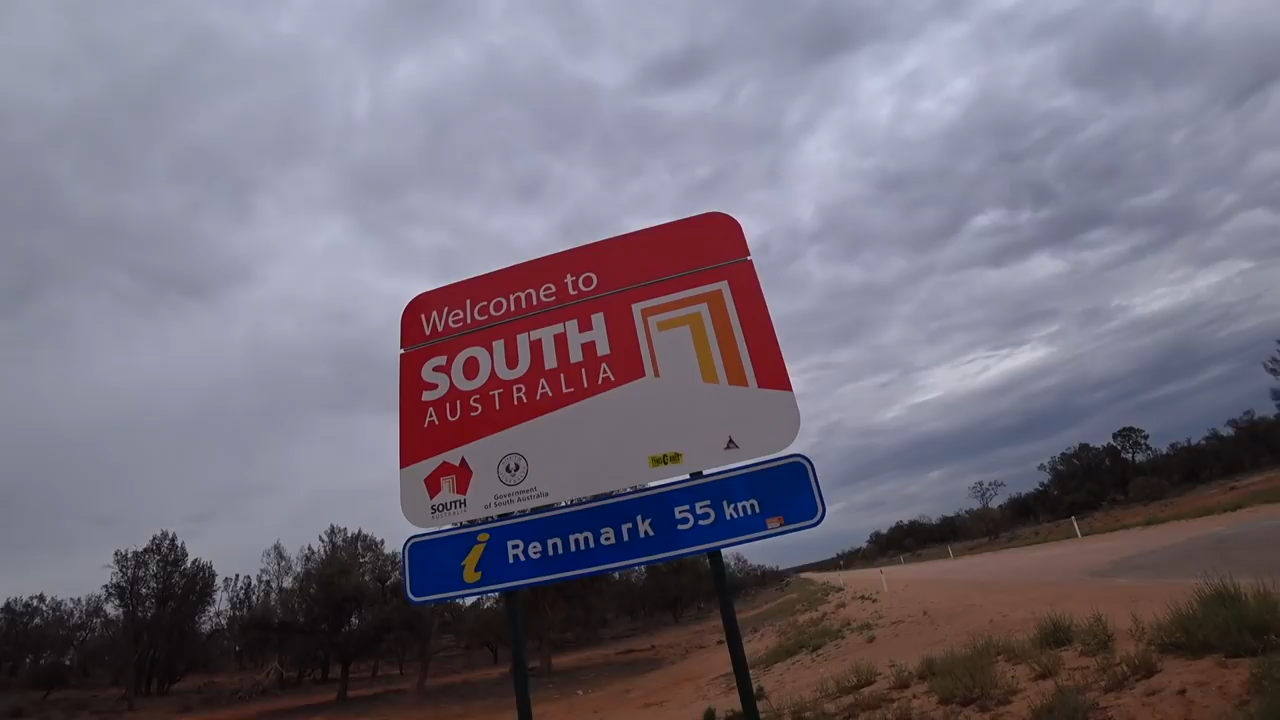 Welcome to
SOUTH
AUSTRALIA
SOUTH
AUSTRALIA
Government
of South Australia
i Renmark 55 km